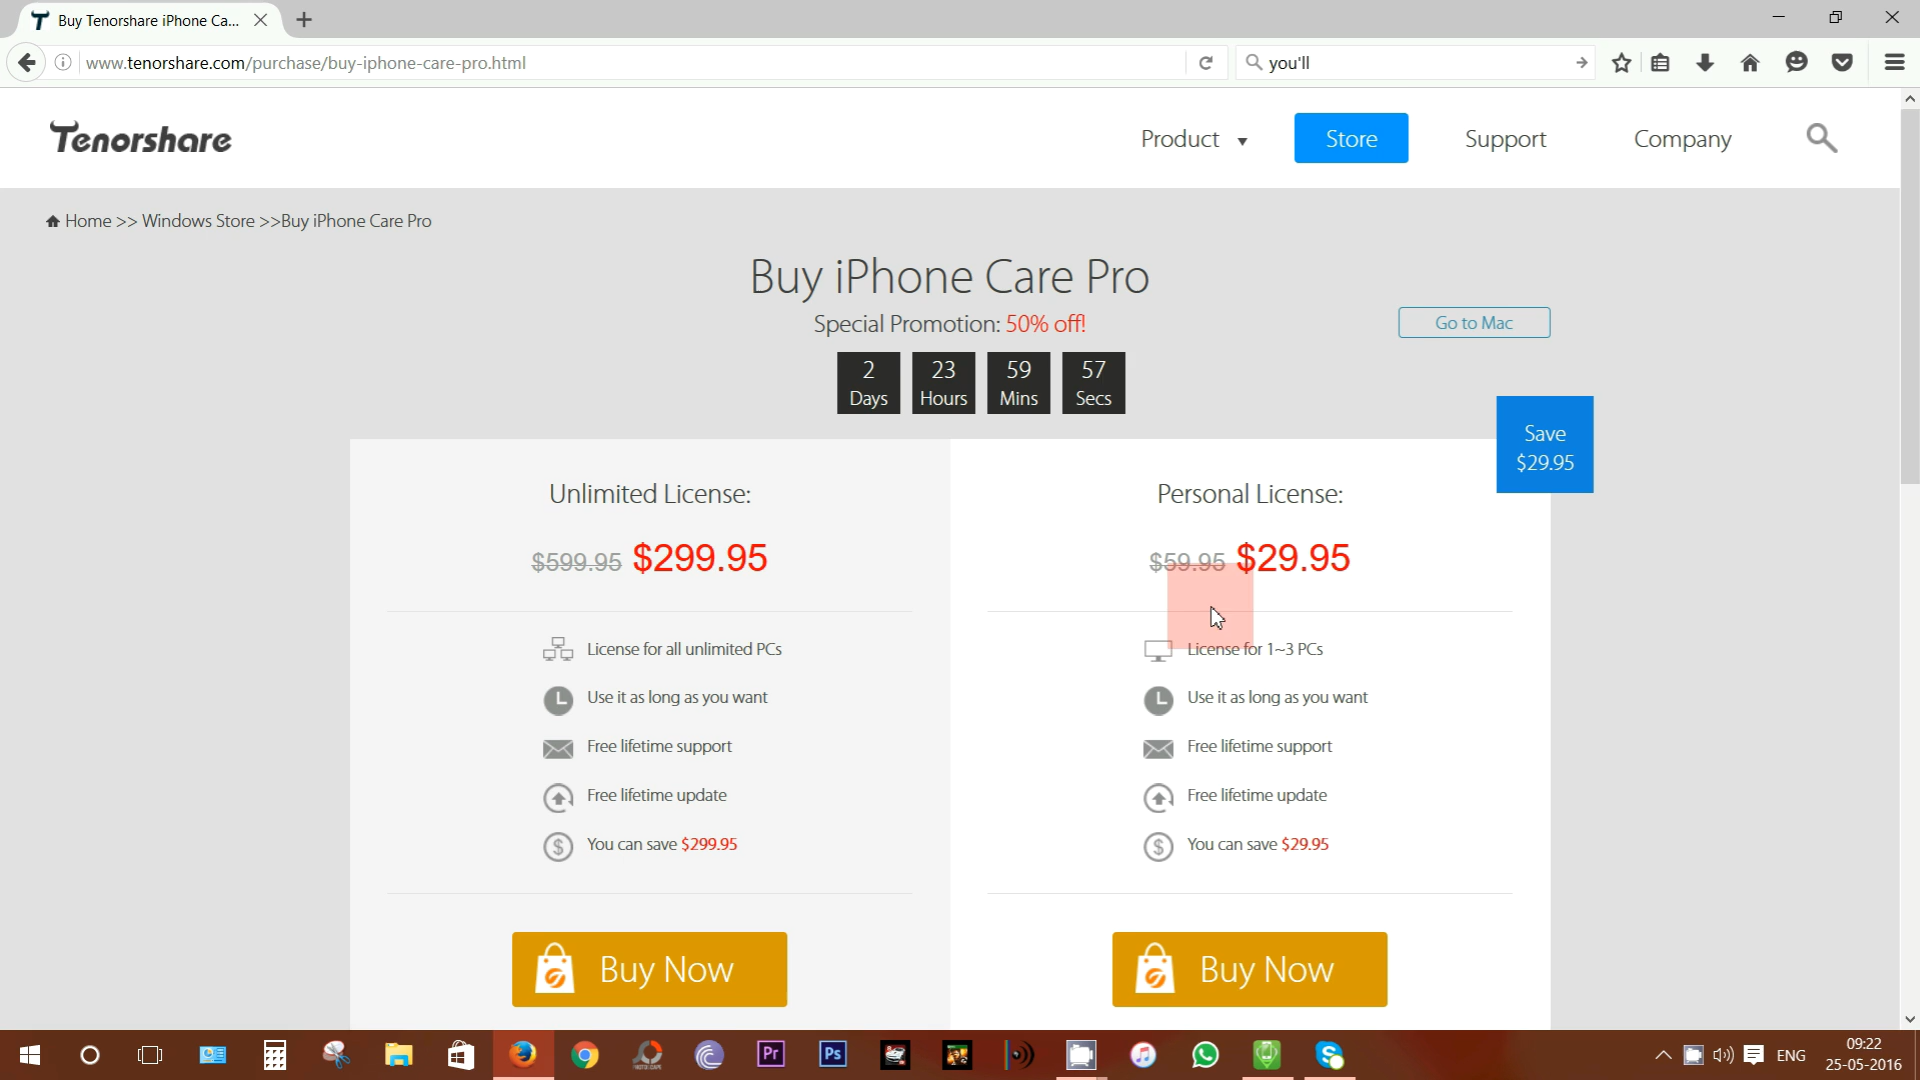 Buy Tenorshare iPhone Ca...
www.tenorshare.com/purchase/buy-iphone-care-pro.html
you'll
Tenorshare
Product
Store
Support
Company
Home >> Windows Store >>Buy iPhone Care Pro
Buy iPhone Care Pro
Special Promotion: 50% off!
Go to Mac
2 23 59 57
Days Hours Mins Secs
Save
$29.95
Unlimited License:
$599.95 $299.95
License for all unlimited PCs
Use it as long as you want
Free lifetime support
Free lifetime update
You can save $299.95
Buy Now
Personal License:
$59.95 $29.95
License for 1~3 PCs
Use it as long as you want
Free lifetime support
Free lifetime update
You can save $29.95
Buy Now
Pr
Ps
ENG
09:22
25-05-2016